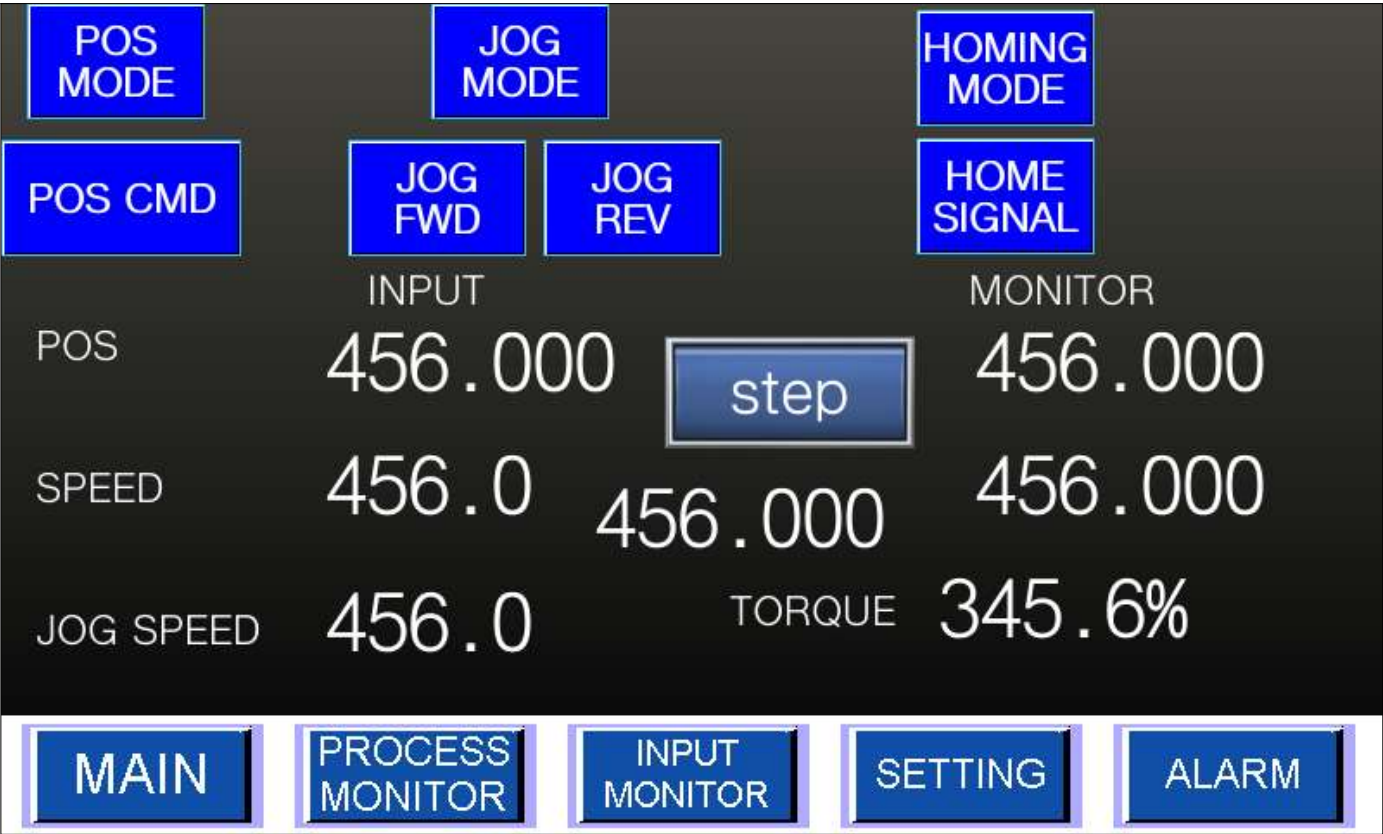 POS
MODE
JOG
MODE
HOMING
MODE
POS CMD
JOG
FWD
JOG
REV
HOME
SIGNAL
INPUT
MONITOR
POS
456.000
step
456.000
SPEED
456.0
456.000
456.000
JOG SPEED
456.0
TORQUE
345.6%
MAIN
PROCESS
MONITOR
INPUT
MONITOR
SETTING
ALARM